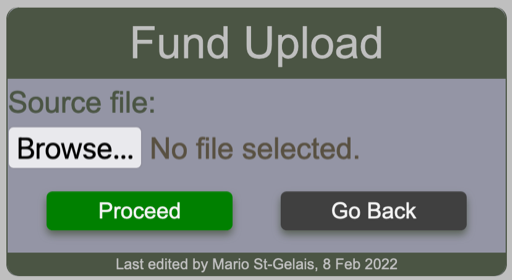 Fund Upload
Source file:
Browse... No file selected.
Proceed Go Back
Last edited by Mario St-Gelais, 8 Feb 2022